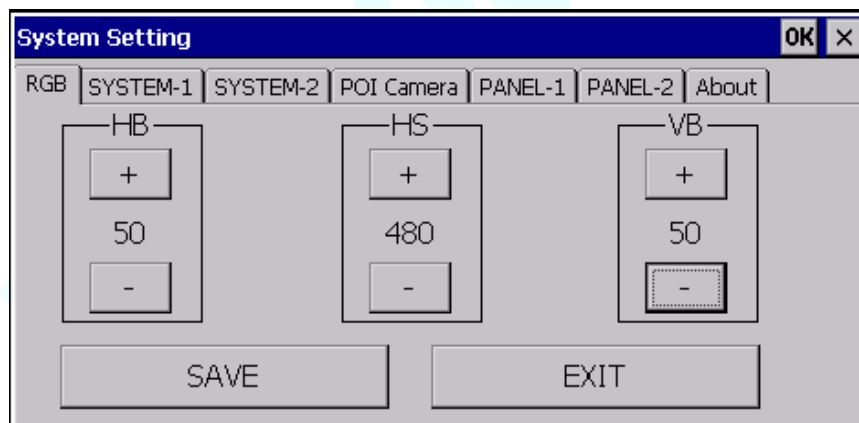 System Setting OK ×
RGB SYSTEM-1 SYSTEM-2 POI Camera PANEL-1 PANEL-2 About
HB HS VB
+ + +
50 480 50
- - -
SAVE EXIT